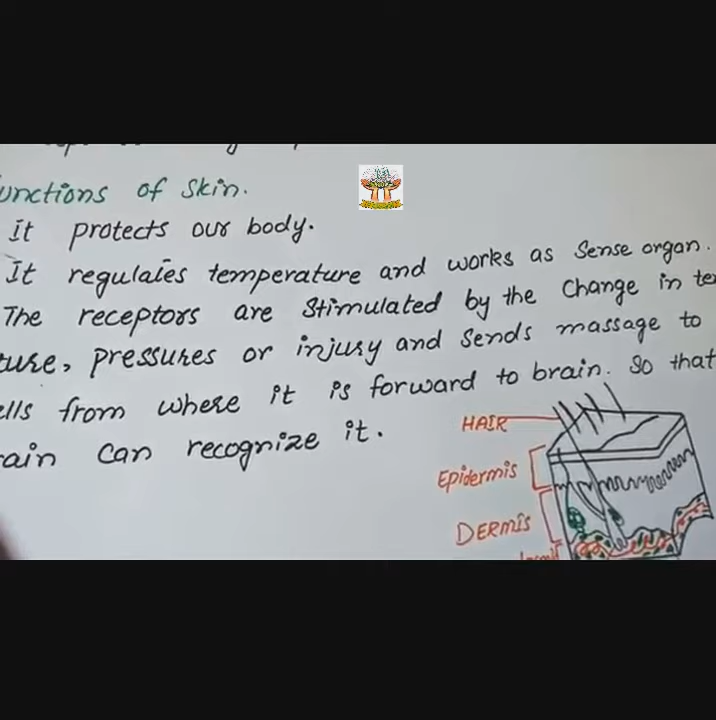 unctions of skin.
It protects our body.
It regulates temperature and works as sense organ.
The receptors are stimulated by the change in te
ture, pressures or injury and sends massage to
ells from where it is forward to brain. so that
ain can recognize it.
HAIR
Epidermis
DERMIS